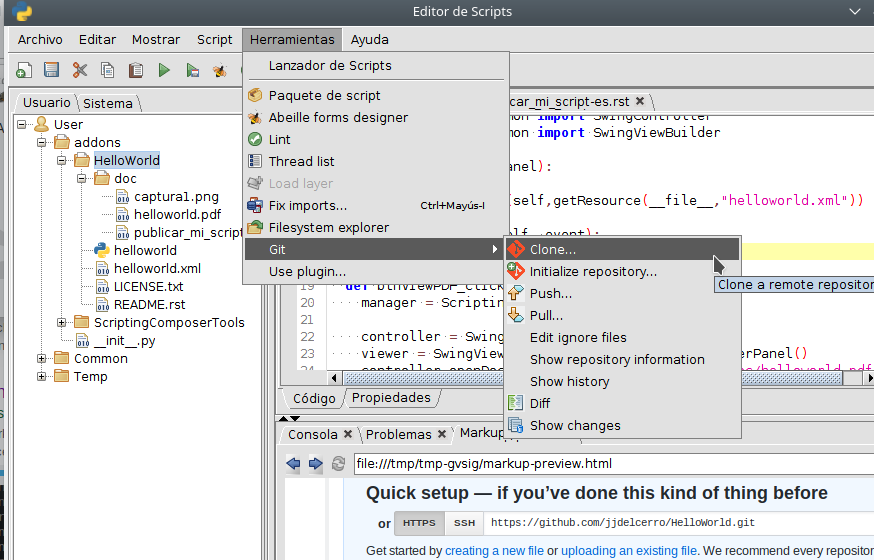 Editor de Scripts
Archivo Editar Mostrar Script Herramientas Ayuda
Usuario Sistema
User
addons
HelloWorld
doc
captura1.png
helloworld.pdf
publicar_mi_script
helloworld
helloworld.xml
LICENSE.txt
README.rst
ScriptingComposerTools
__init__.py
Common
Temp
Lanzador de Scripts
Paquete de script
Abeille forms designer
Lint
Thread list
Load layer
Fix imports... Ctrl+Mayús-I
Filesystem explorer
Git
Use plugin...
Clone...
Initialize repository...
Push...
Pull...
Edit ignore files
Show repository information
Show history
Diff
Show changes
Clone a remote repositor
car_mi_script-es.rst
mon import SwingController
mon import SwingViewBuilder
anel):
(self,getResource(__file__,"helloworld.xml"))
self, event):
19 def btnViewPDF_click
20 manager = Scripting
21
22 controller = Swing
23 viewer = SwingView erPanel()
24 controller.openDoc oc/helloworld.pdf
Código Propiedades
Consola Problemas Markup
file:///tmp/tmp-gvsig/markup-preview.html
Quick setup — if you’ve done this kind of thing before
or HTTPS SSH https://github.com/jjdelcerro/HelloWorld.git
Get started by creating a new file or uploading an existing file. We recommend every repositor